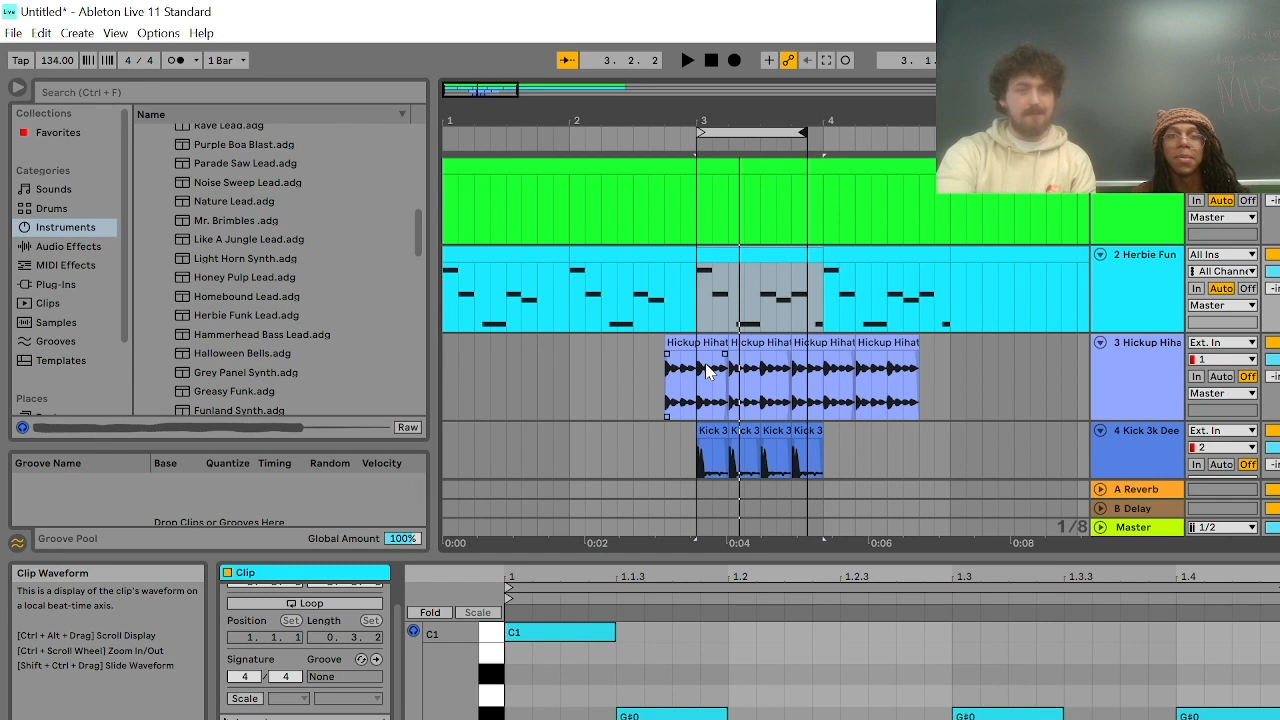 Live Untitled* - Ableton Live 11 Standard
File Edit Create View Options Help
Tap 134.00 4 / 4 1 Bar 3. 2. 2 3. 1.
Search (Ctrl + F)
Collections
Favorites
Categories
Sounds
Drums
Instruments
Audio Effects
MIDI Effects
Plug-Ins
Clips
Samples
Grooves
Templates
Places
Name
Rave Lead.adg
Purple Boa Blast.adg
Parade Saw Lead.adg
Noise Sweep Lead.adg
Nature Lead.adg
Mr. Brimbles .adg
Like A Jungle Lead.adg
Light Horn Synth.adg
Honey Pulp Lead.adg
Homebound Lead.adg
Herbie Funk Lead.adg
Hammerhead Bass Lead.adg
Halloween Bells.adg
Grey Panel Synth.adg
Greasy Funk.adg
Funland Synth.adg
Raw
Groove Name Base Quantize Timing Random Velocity
Drop Clips or Grooves Here
Groove Pool Global Amount 100%
1 2 3 4
MUS
In Auto Off
Master
2 Herbie Fun All Ins
All Channe
In Auto Off
Master
Hickup Hihat Hickup Hihat Hickup Hihat Hickup Hihat
3 Hickup Hiha Ext. In
1
In Auto Off
Master
Kick 3 Kick 3 Kick 3 Kick 3
4 Kick 3k Dee Ext. In
2
In Auto Off
A Reverb
B Delay
1/8 Master 1/2
0:00 0:02 0:04 0:06 0:08
Clip Waveform
This is a display of the clip's waveform on
a local beat-time axis.
[Ctrl + Alt + Drag] Scroll Display
[Ctrl + Scroll Wheel] Zoom In/Out
[Shift + Ctrl + Drag] Slide Waveform
Clip
Loop
Position Set Length Set
1. 1. 1 0. 3. 2
Signature Groove
4 / 4 None
Scale
1 1.1.3 1.2 1.2.3 1.3 1.3.3 1.4
Fold Scale
C1 C1
G#0 G#0 G#0